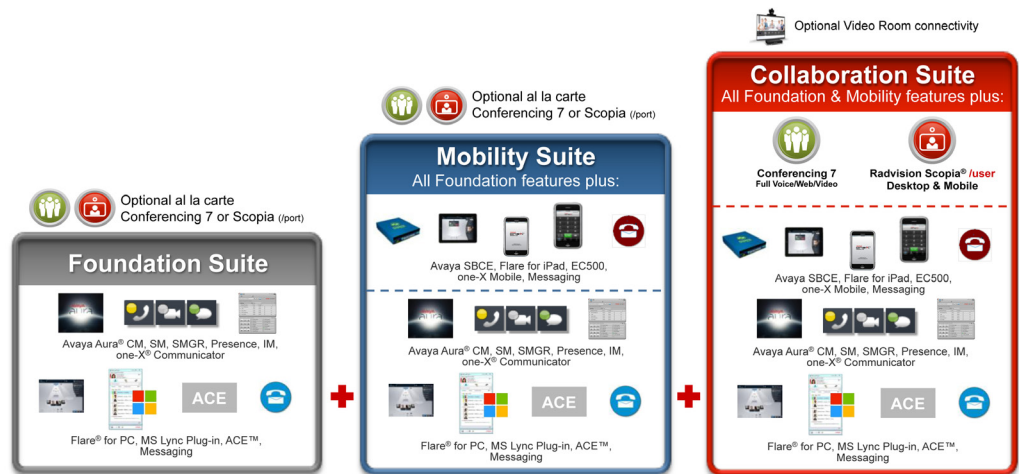 Optional Video Room connectivity
Collaboration Suite
All Foundation & Mobility features plus:
Conferencing 7
Full Voice/Web/Video
Radvision Scopia® /user
Desktop & Mobile
Avaya SBCE, Flare for iPad, EC500,
one-X Mobile, Messaging
Avaya Aura® CM, SM, SMGR, Presence, IM,
one-X® Communicator
ACE
Flare® for PC, MS Lync Plug-in, ACE™,
Messaging
Optional al la carte
Conferencing 7 or Scopia (/port)
Mobility Suite
All Foundation features plus:
Avaya SBCE, Flare for iPad, EC500,
one-X Mobile, Messaging
Avaya Aura® CM, SM, SMGR, Presence, IM,
one-X® Communicator
ACE
Flare® for PC, MS Lync Plug-in, ACE™,
Messaging
Optional al la carte
Conferencing 7 or Scopia (/port)
Foundation Suite
Avaya Aura® CM, SM, SMGR, Presence, IM,
one-X® Communicator
ACE
Flare® for PC, MS Lync Plug-in, ACE™,
Messaging